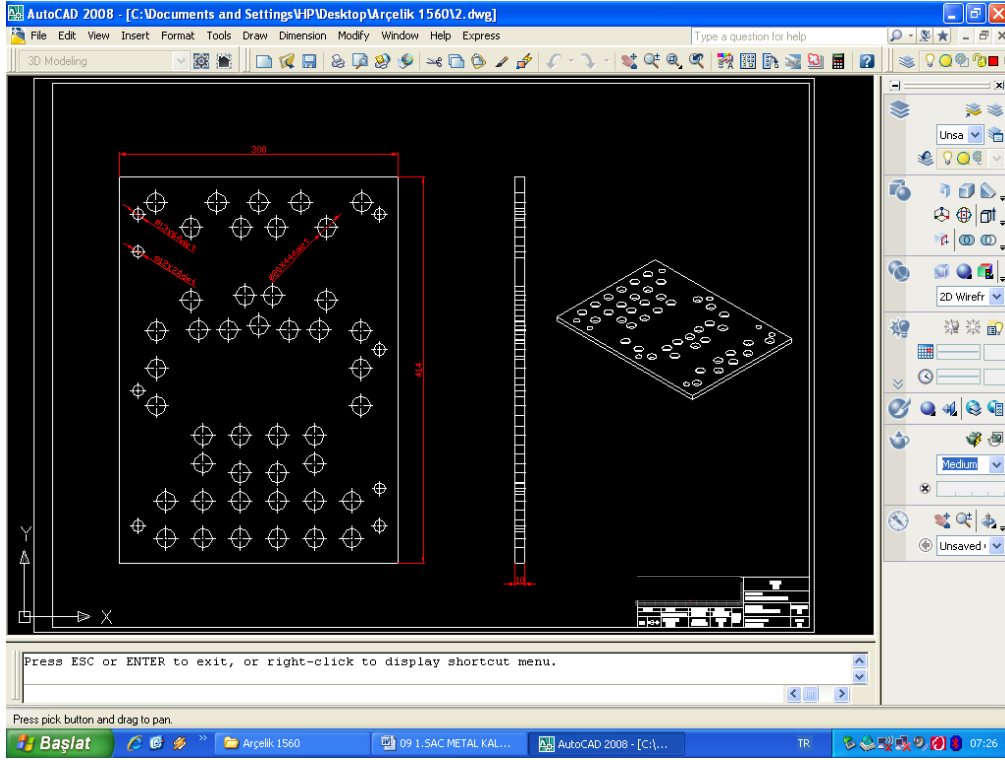 AutoCAD 2008 - [C:\Documents and Settings\HP\Desktop\Arçelik 1560\2.dwg]
File Edit View Insert Format Tools Draw Dimension Modify Window Help Express
Type a question for help
3D Modeling
Unsa
300
414
10
2D Wirefr
Medium
Unsaved
Y
X
Press ESC or ENTER to exit, or right-click to display shortcut menu.
Press pick button and drag to pan.
Başlat
Arçelik 1560
09 1.SAC METAL KAL...
AutoCAD 2008 - [C:\...
TR
07:26